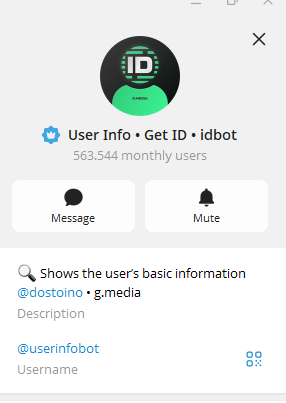 ID
User Info • Get ID • idbot
563.544 monthly users
Message
Mute
Shows the user's basic information
@dostoino • g.media
Description
@userinfobot
Username